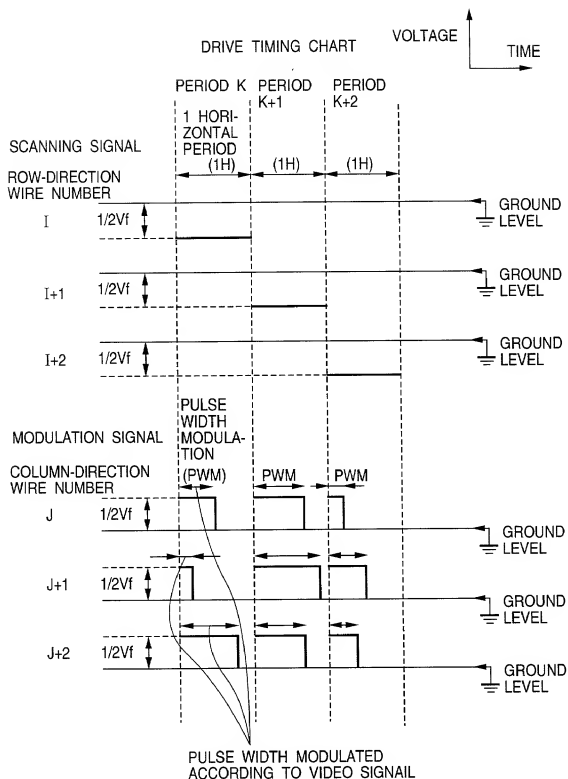 DRIVE TIMING CHART
VOLTAGE
TIME
PERIOD K
PERIOD
K+1
PERIOD
K+2
1 HORI-
ZONTAL
PERIOD
(1H)
(1H)
(1H)
SCANNING SIGNAL
ROW-DIRECTION
WIRE NUMBER
I
1/2Vf
GROUND
LEVEL
I+1
1/2Vf
GROUND
LEVEL
I+2
1/2Vf
GROUND
LEVEL
PULSE
WIDTH
MODULA-
TION
(PWM)
PWM
PWM
MODULATION SIGNAL
COLUMN-DIRECTION
WIRE NUMBER
J
1/2Vf
GROUND
LEVEL
J+1
1/2Vf
GROUND
LEVEL
J+2
1/2Vf
GROUND
LEVEL
PULSE WIDTH MODULATED
ACCORDING TO VIDEO SIGNAIL